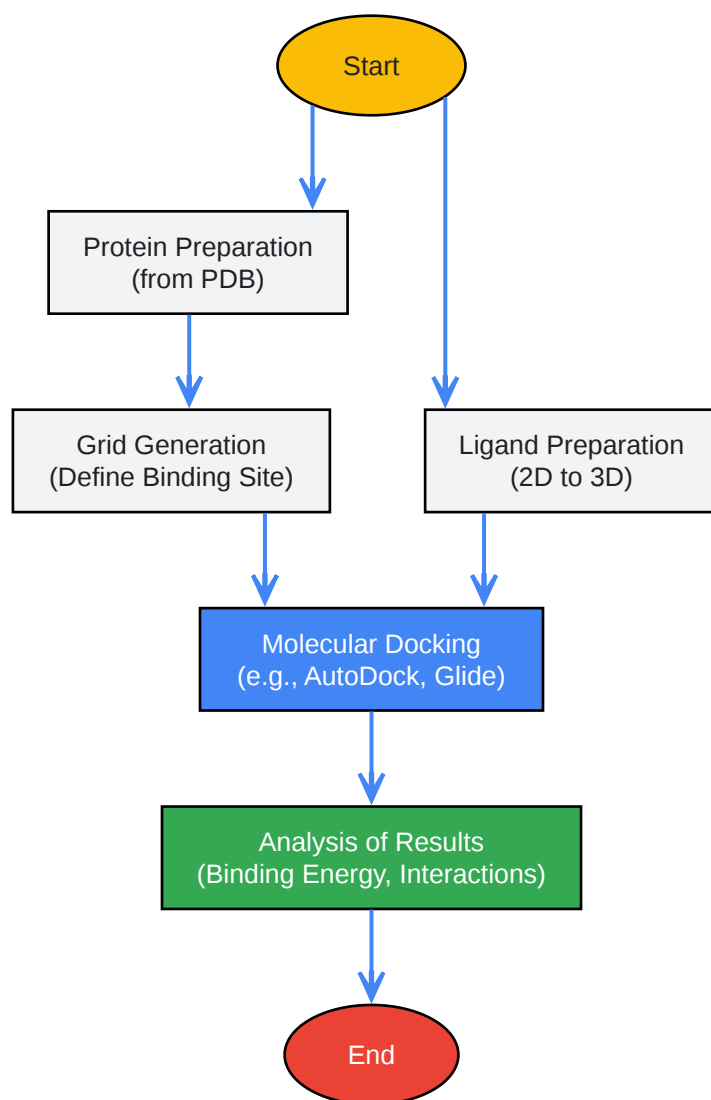 Start
Protein Preparation
(from PDB)
Grid Generation
(Define Binding Site)
Ligand Preparation
(2D to 3D)
Molecular Docking
(e.g., AutoDock, Glide)
Analysis of Results
(Binding Energy, Interactions)
End